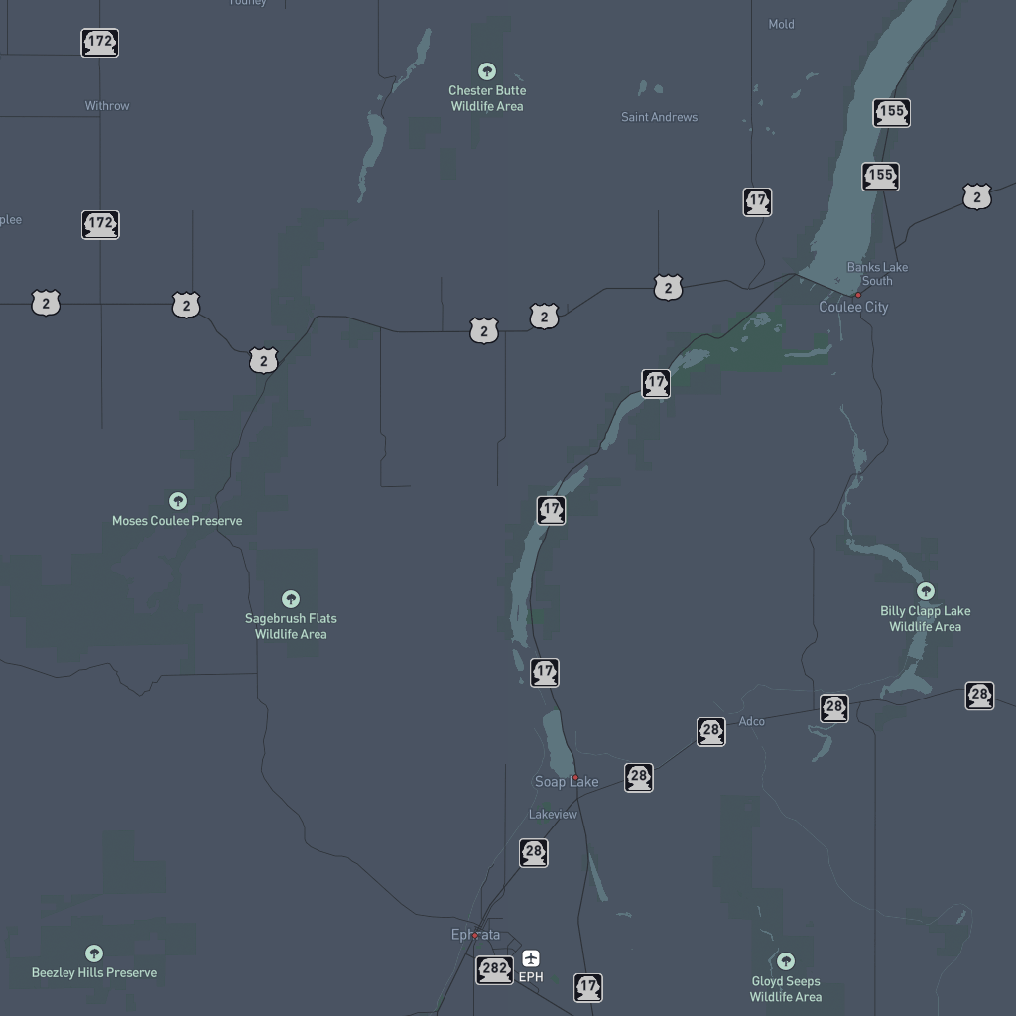 Mold
172
Chester Butte
Wildlife Area
Withrow
155
Saint Andrews
155
2
17
172
plee
Banks Lake
South
2
2
2
2
2
Coulee City
2
17
Moses Coulee Preserve
17
Sagebrush Flats
Wildlife Area
Billy Clapp Lake
Wildlife Area
17
28
28
Adco
28
Soap Lake
28
Lakeview
28
Ephrata
282
EPH
17
Beezley Hills Preserve
Gloyd Seeps
Wildlife Area